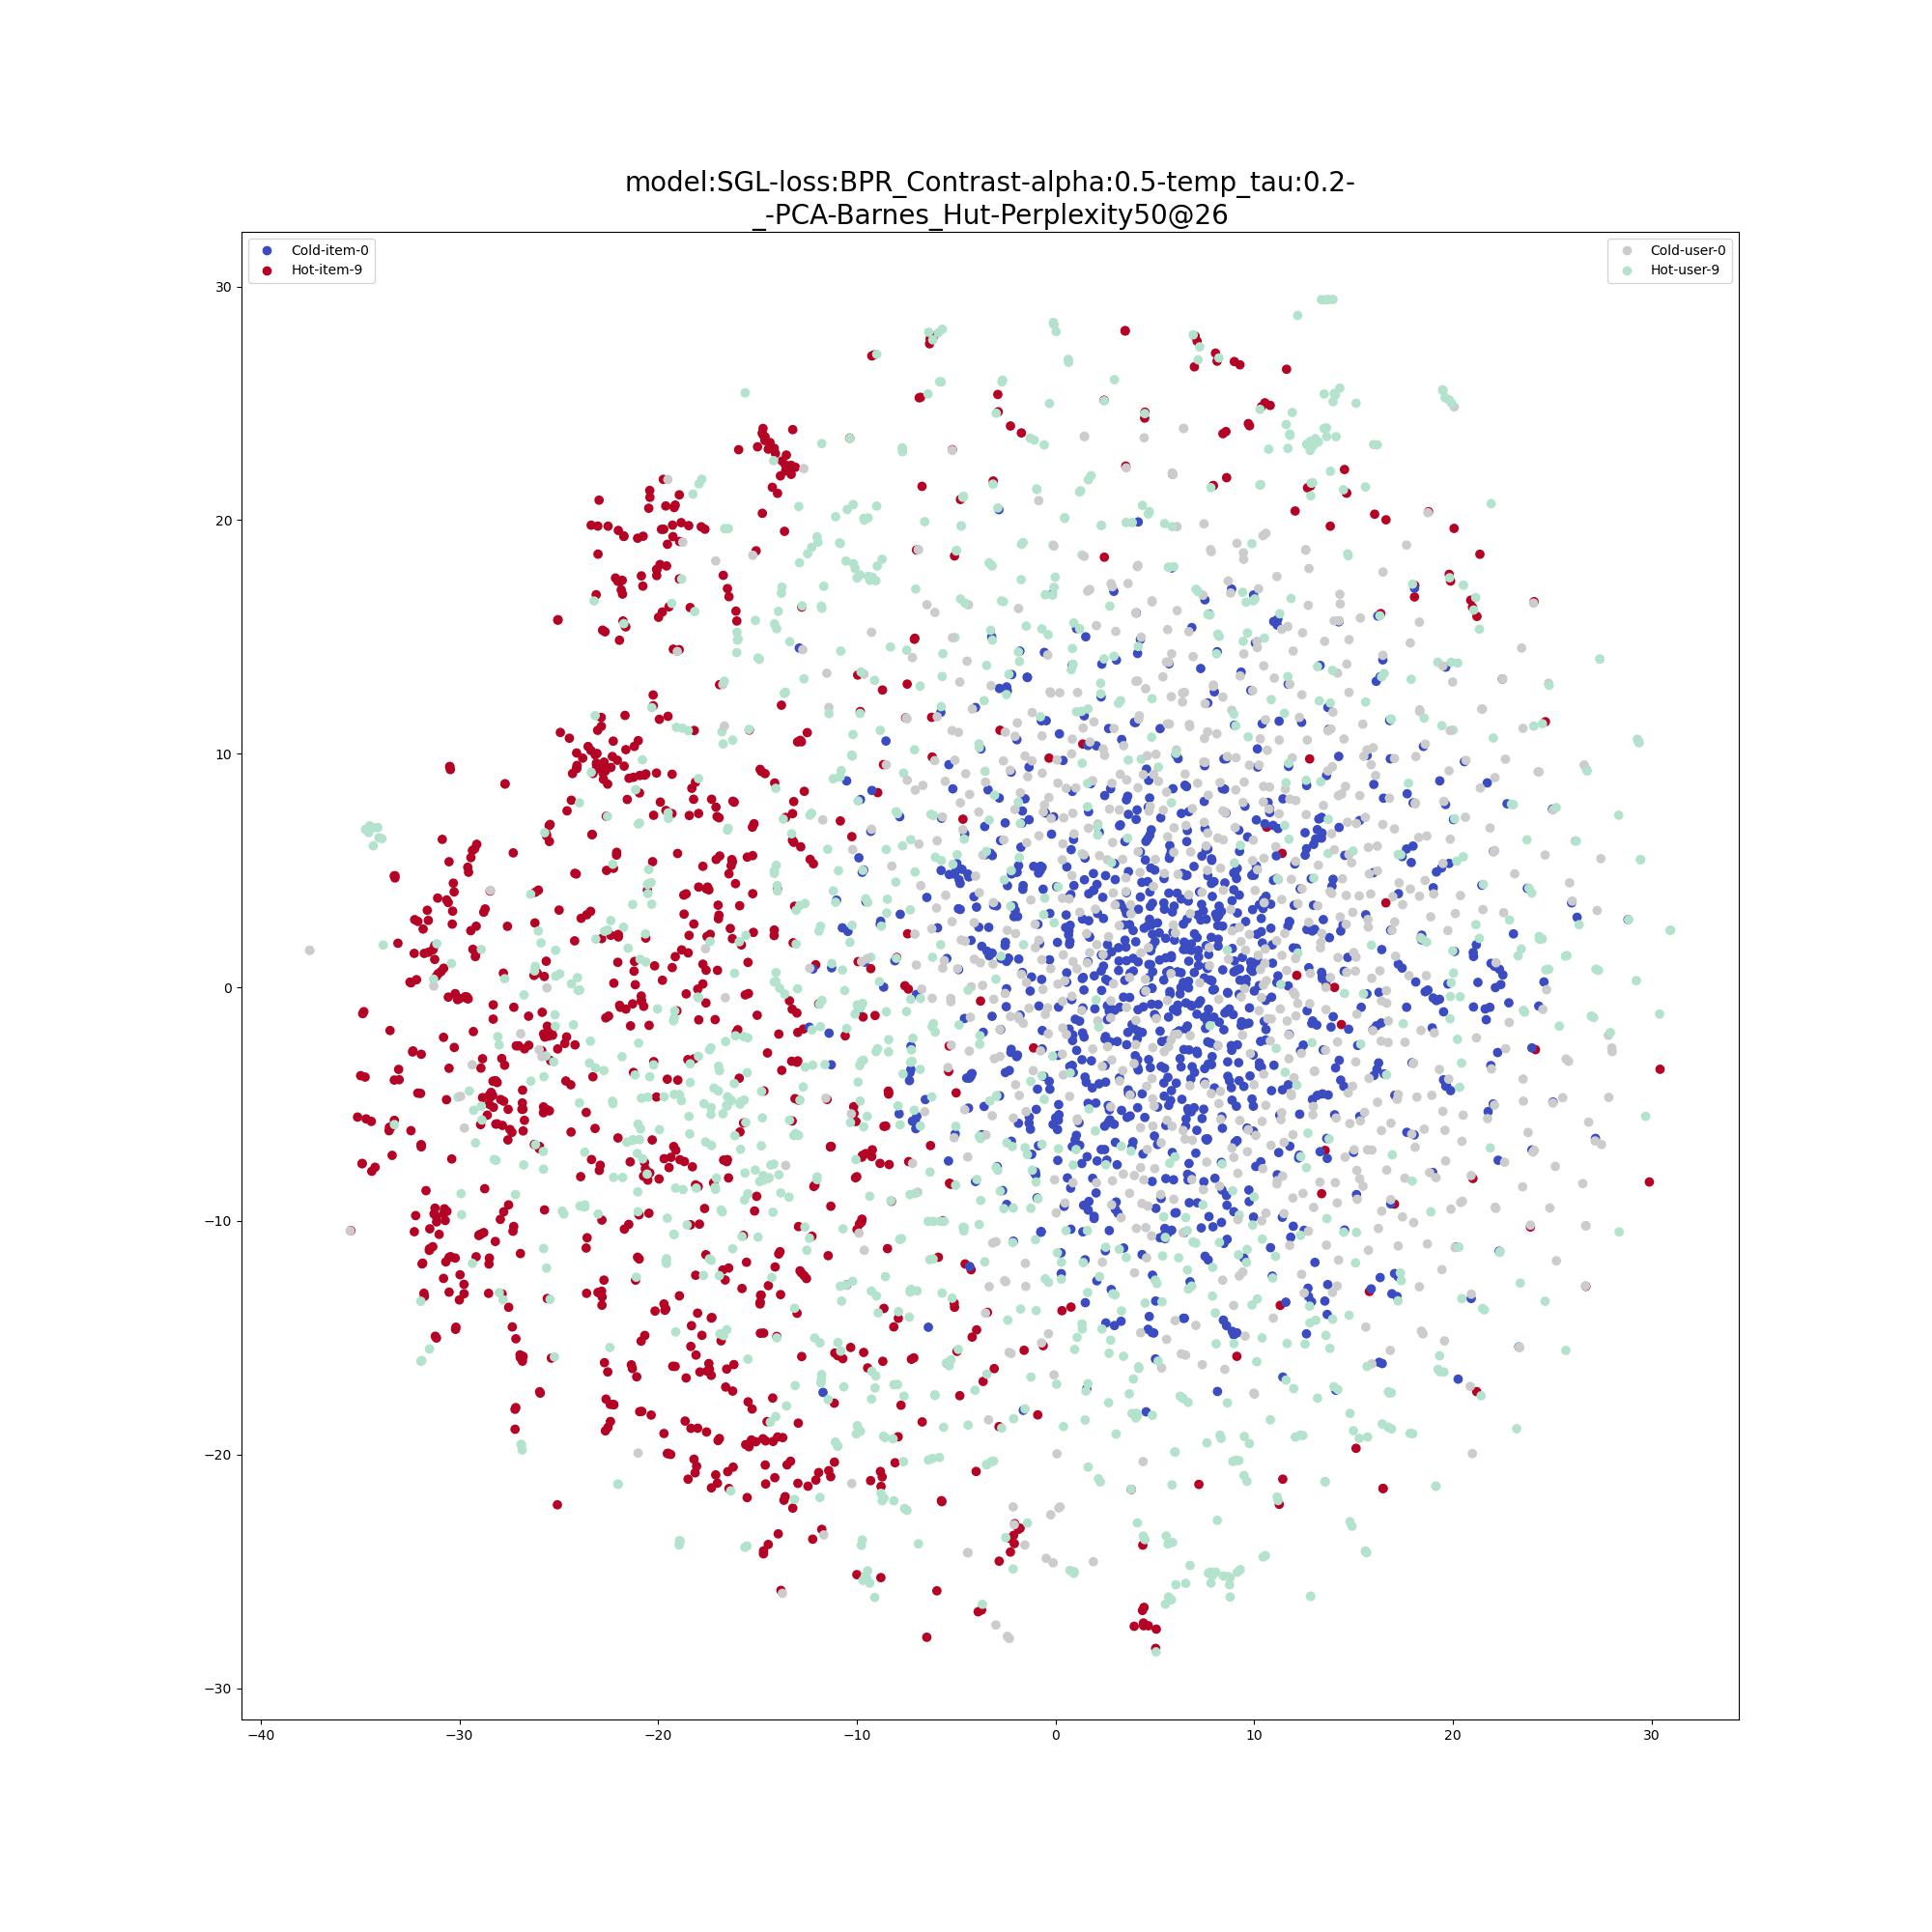 model:SGL-loss:BPR_Contrast-alpha:0.5-temp_tau:0.2-
_-PCA-Barnes_Hut-Perplexity50@26
Cold-item-0
Hot-item-9
Cold-user-0
Hot-user-9
30
20
10
0
−10
−20
−30
−40
−30
−20
−10
0
10
20
30